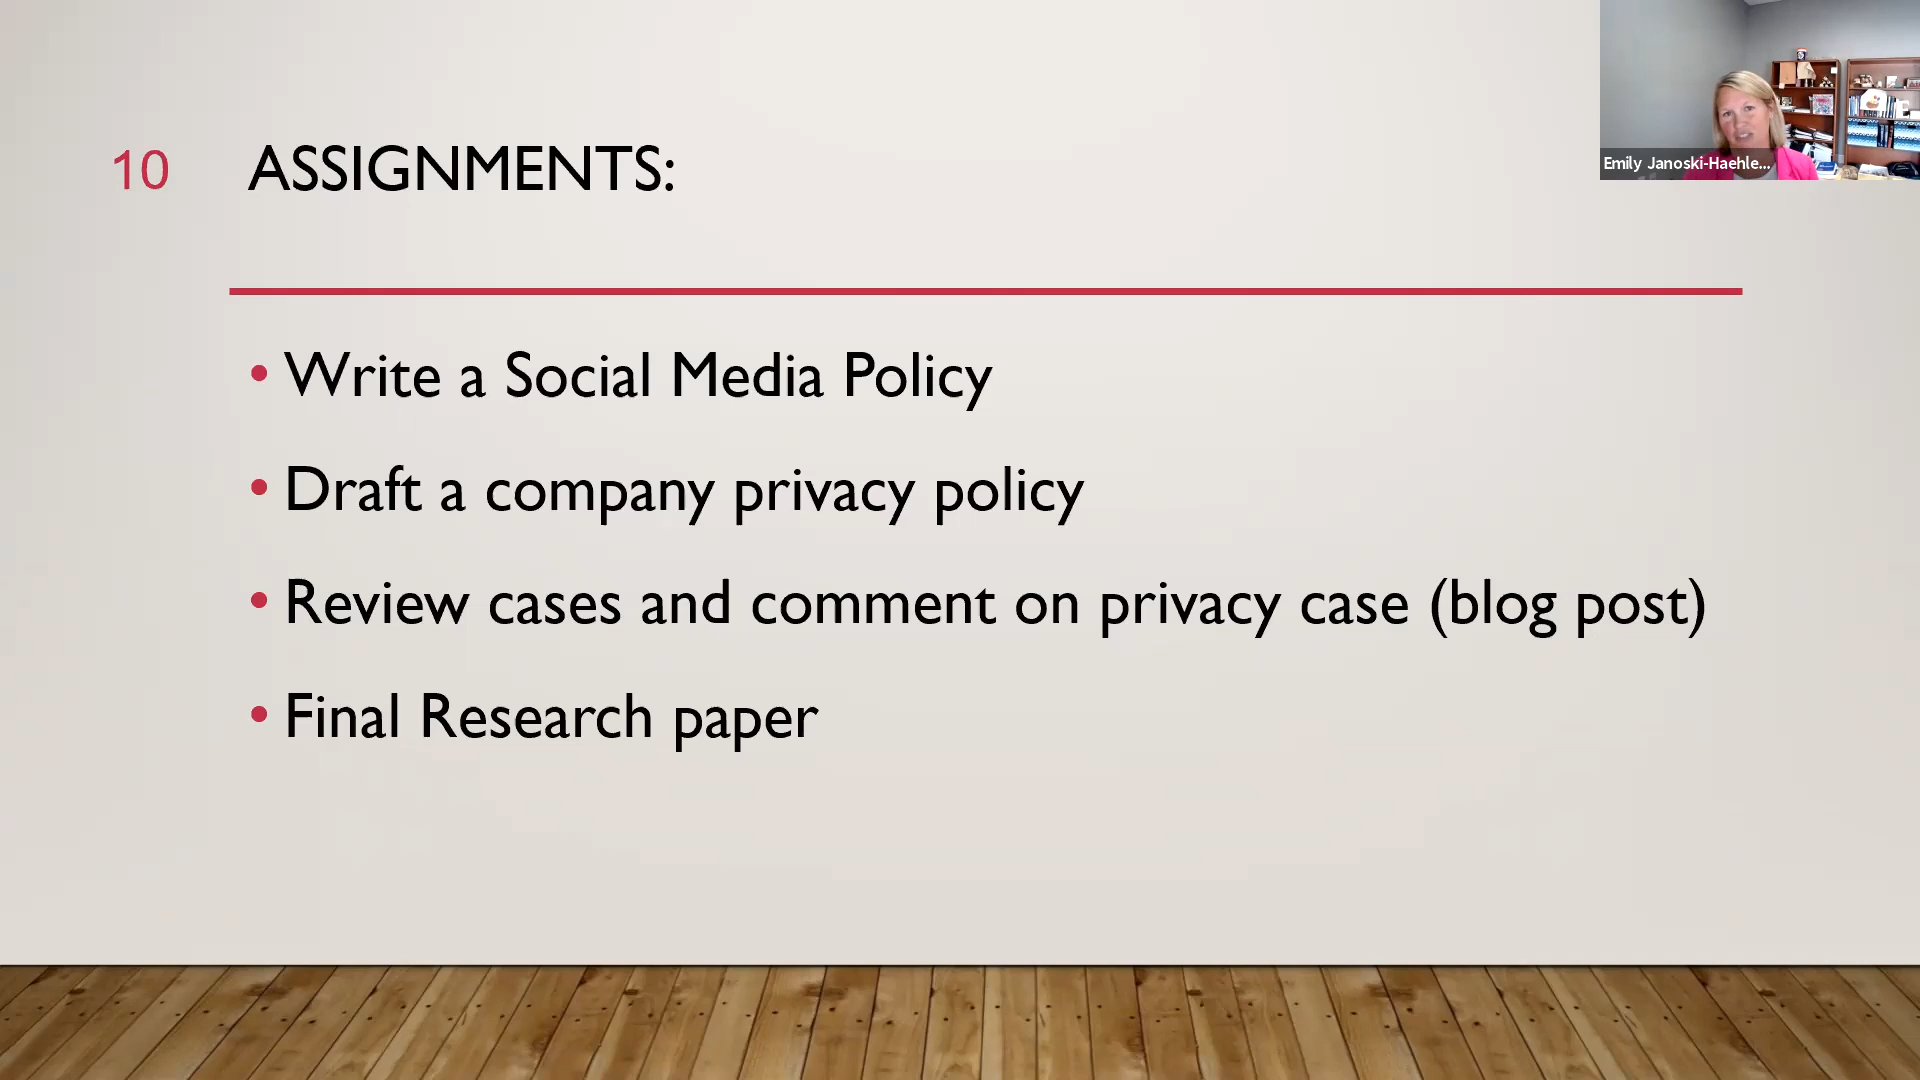 10
ASSIGNMENTS:
• Write a Social Media Policy
• Draft a company privacy policy
• Review cases and comment on privacy case (blog post)
• Final Research paper
Emily Janoski-Haehle...